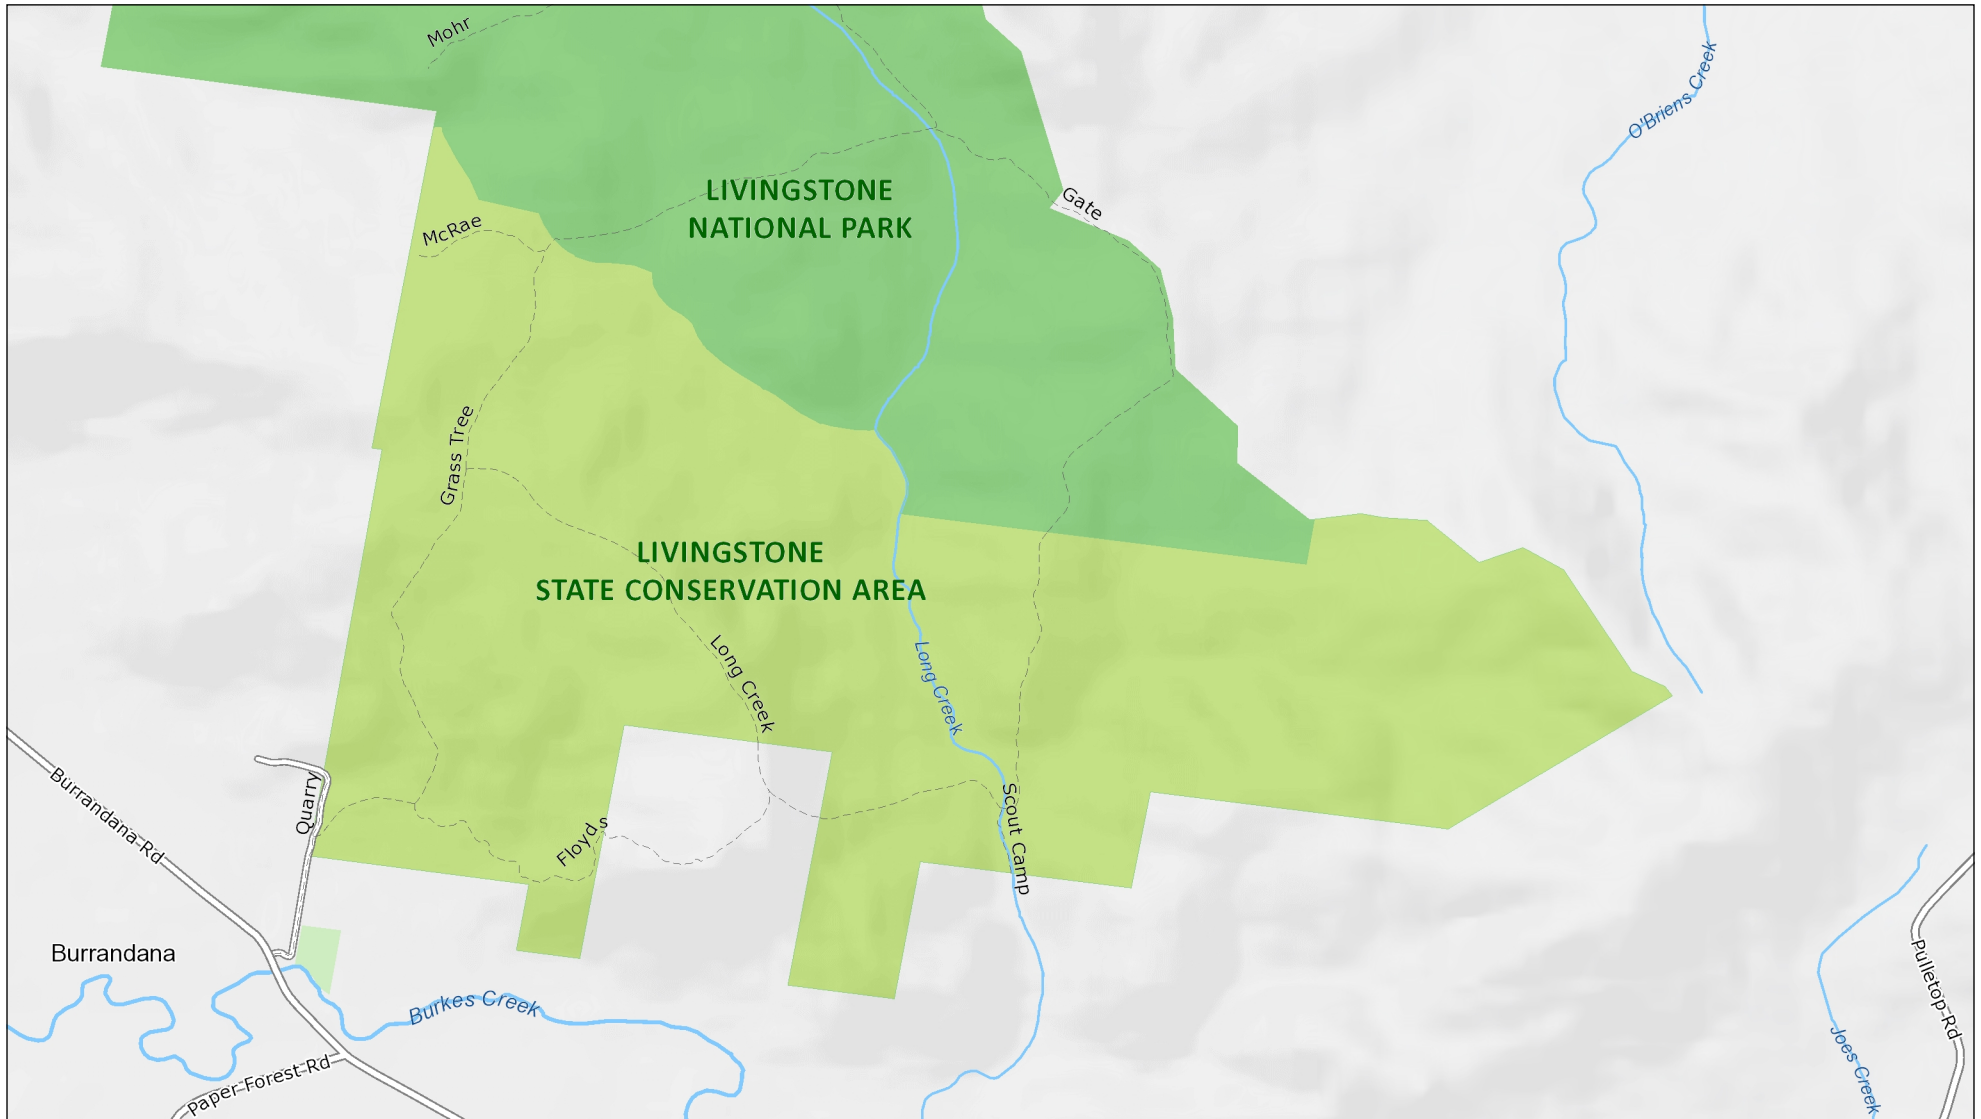 Mohr
O'Briens Creek
LIVINGSTONE
NATIONAL PARK
Gate
McRae
Grass Tree
LIVINGSTONE
STATE CONSERVATION AREA
Long Creek
Long Creek
Quarry
Burrandana Rd
Scout Camp
Floyds
Burrandana
Burkes Creek
Pulletop Rd
Joes Creek
Paper Forest Rd